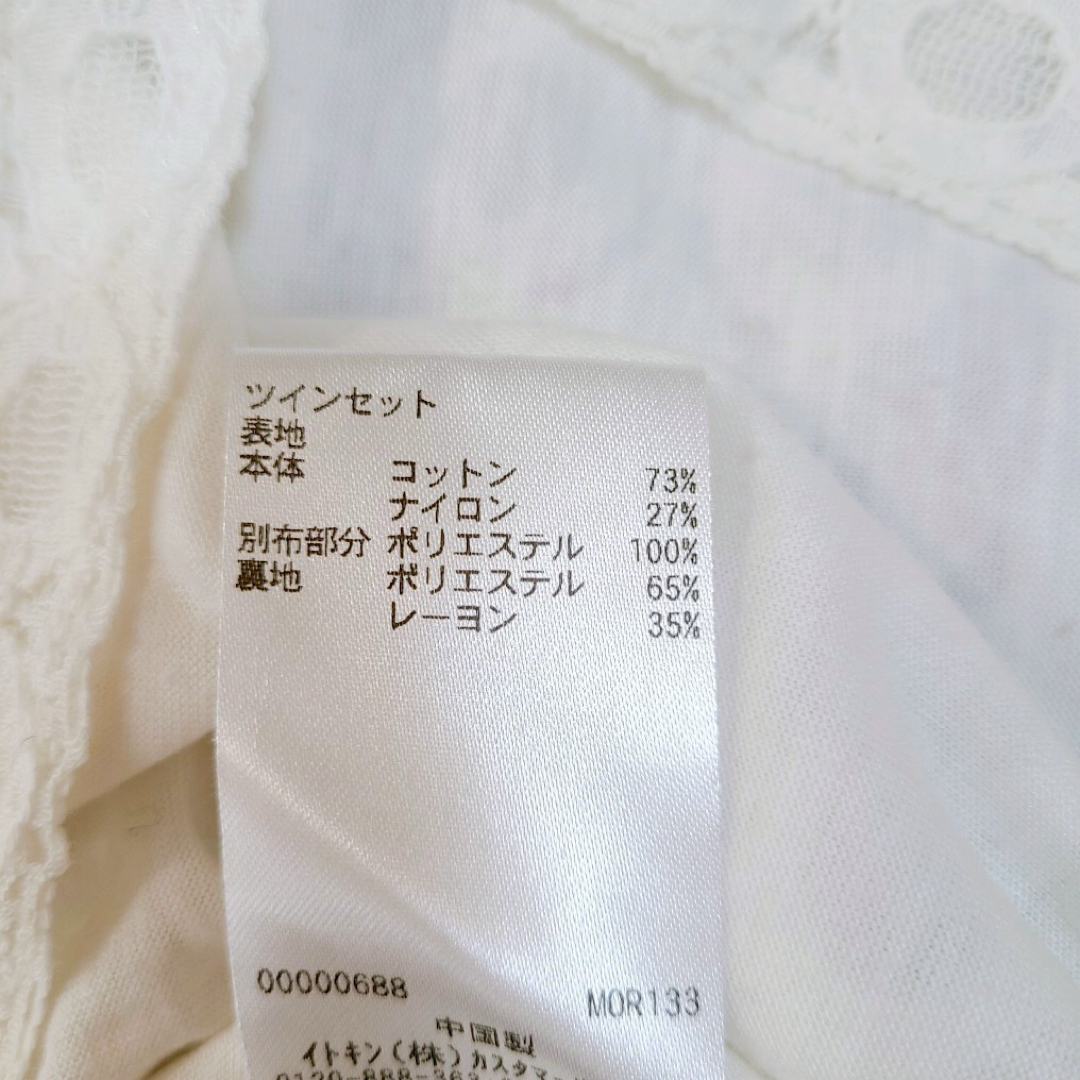 ツインセット
表地
本体 コットン 73%
ナイロン 27%
別布部分 ポリエステル 100%
裏地 ポリエステル 65%
レーヨン 35%
00000688
MOR133
中国製
イトキン(株)カスタマー
0120-888-363